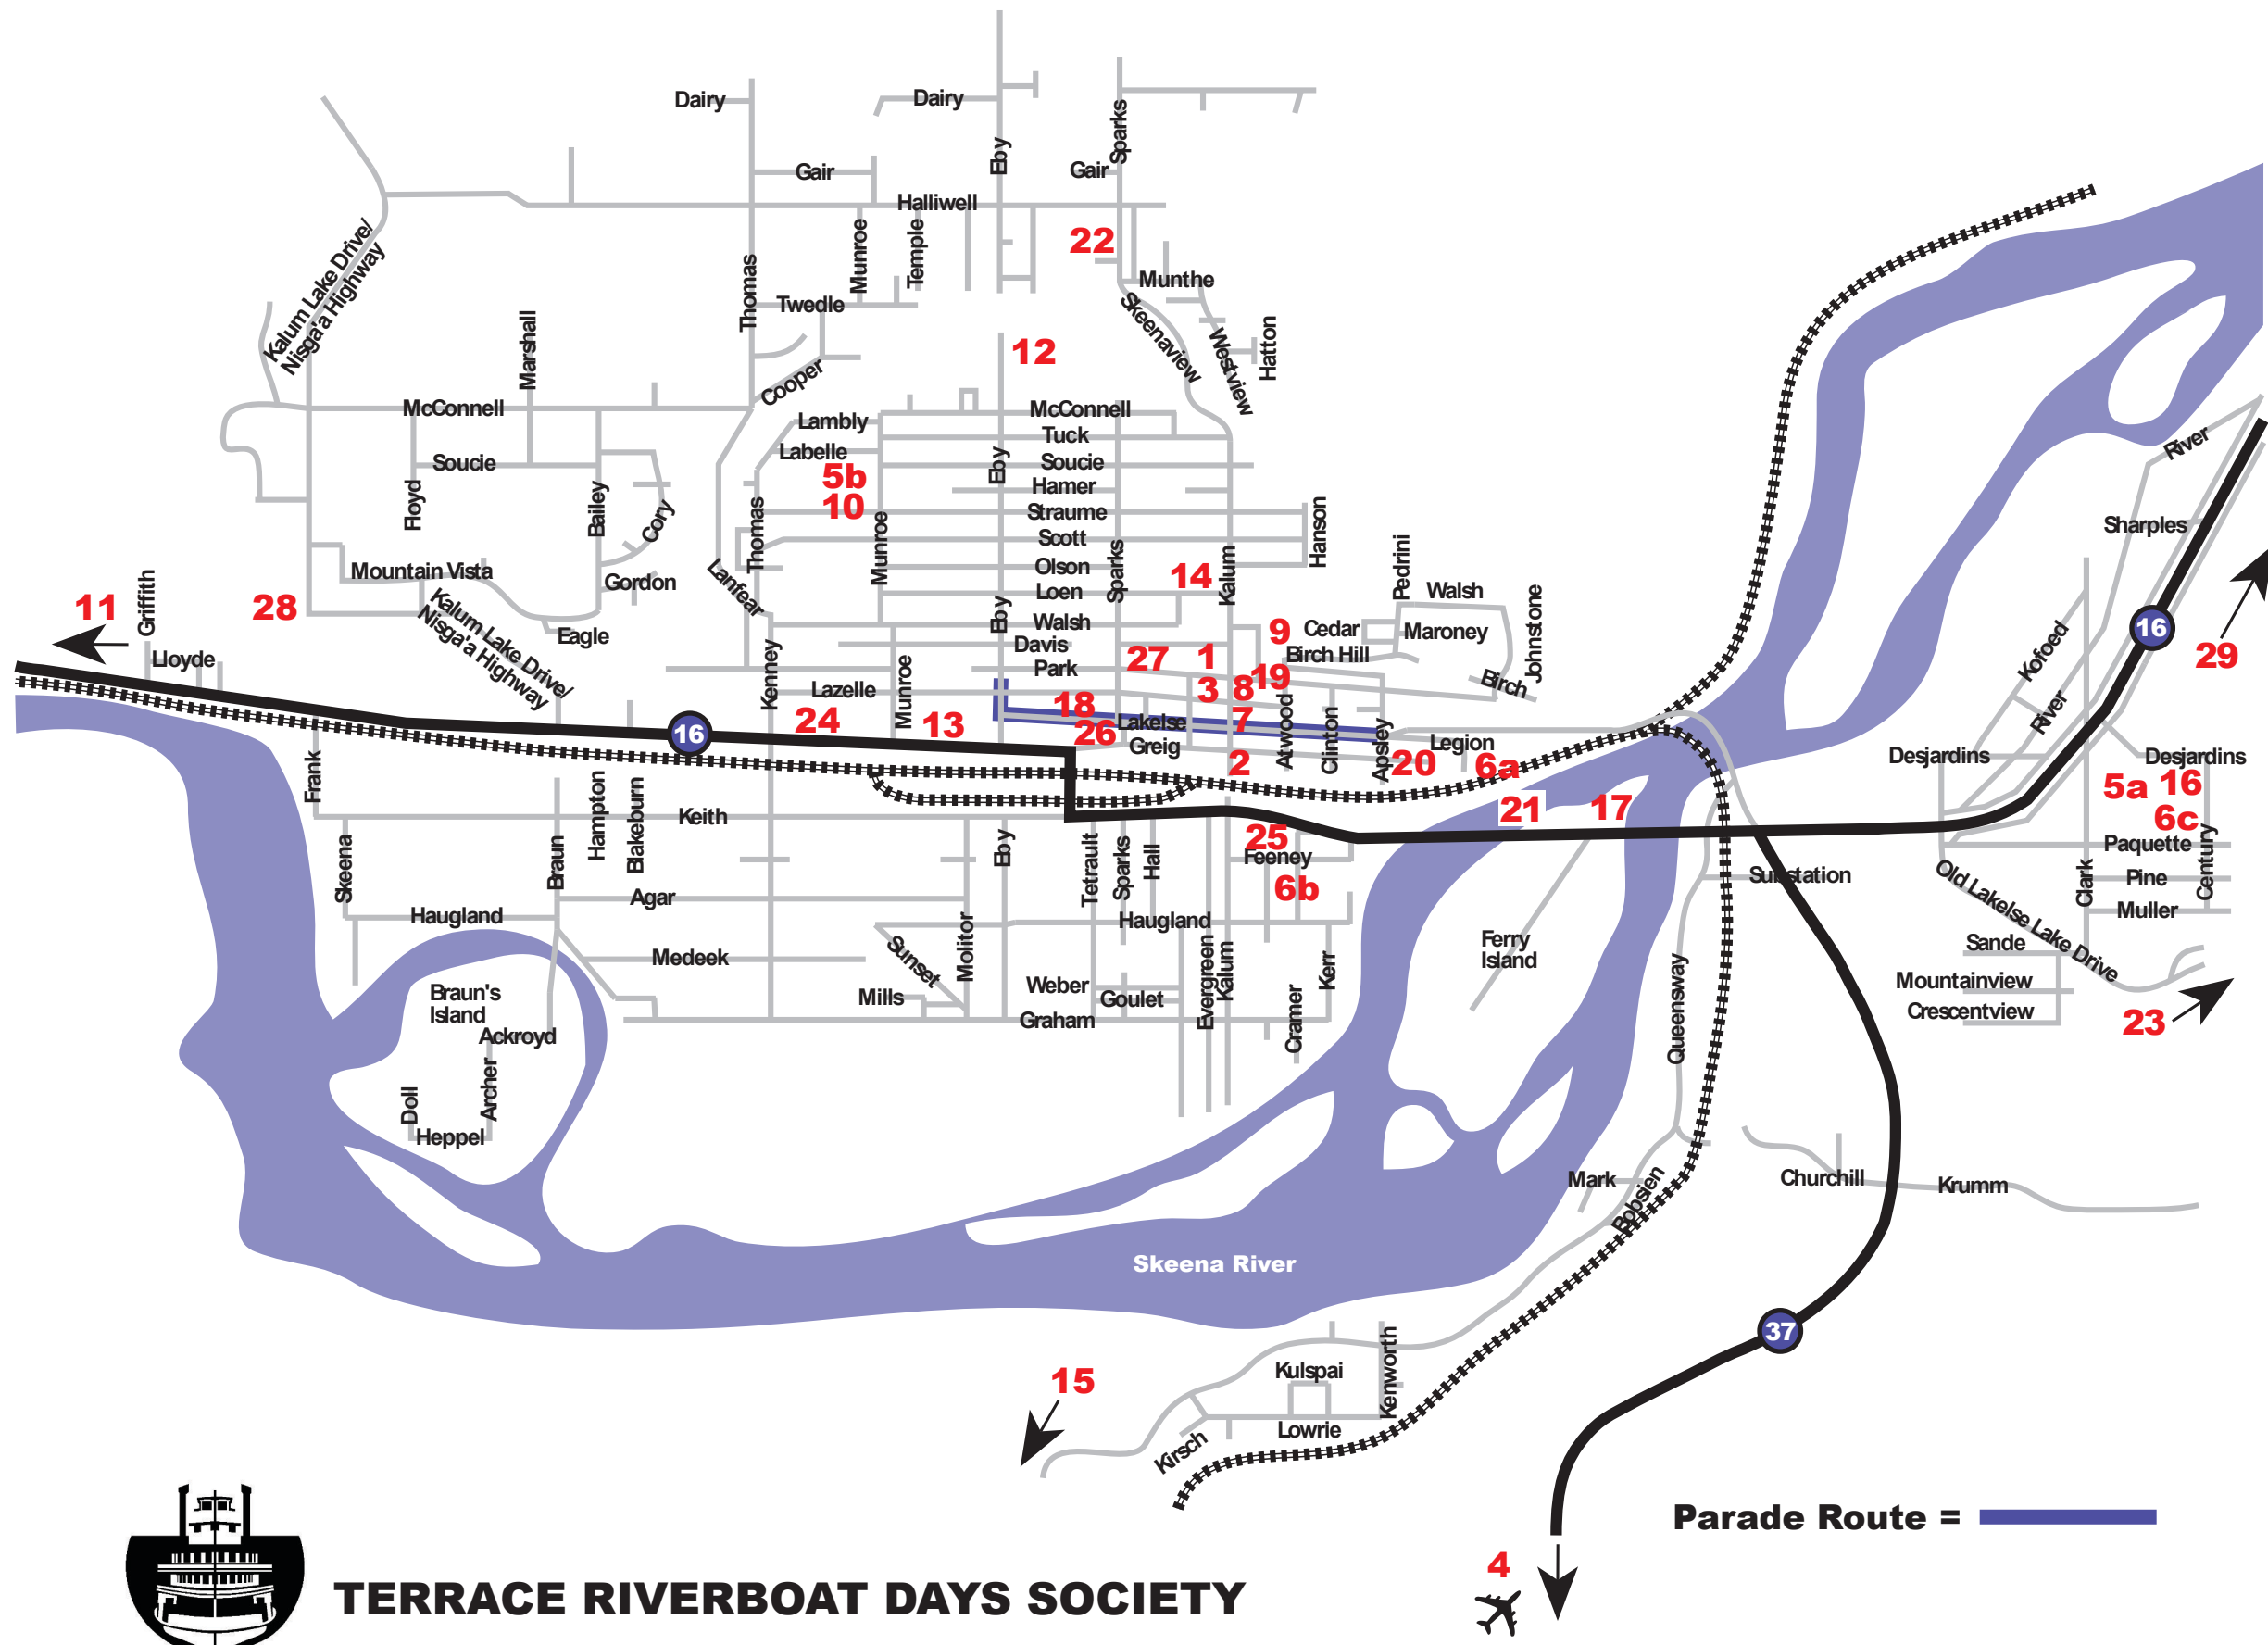 Dairy
Dairy
Sparks
Eby
Gair
Gair
Halliwell
Kalum Lake Drive/
Nisga'a Highway
Thomas
Munroe
Temple
22
Munthe
Twedle
Skeenaview
Westview
Hatton
Marshall
12
Cooper
McConnell
McConnell
Lambly
Tuck
Labelle
Soucie
Soucie
Eby
5b
Hamer
10
Straume
Floyd
Bailey
Cory
Thomas
Munroe
Scott
Sparks
Kalum
Hanson
Pedrini
Olson
14
Mountain Vista
Gordon
Lanfear
Loen
Walsh
Johnstone
11
Griffith
28
Kalum Lake Drive/
Nisga'a Highway
Eagle
Eby
Walsh
9
Cedar
Maroney
Davis
Birch Hill
Lloyde
Park
27
1
19
Birch
Kenney
Lazelle
Munroe
3
8
18
24
13
26
Lakelse
7
Atwood
Clinton
Apsley
16
Greig
Legion
2
20
6a
River
Sharples
16
29
Kofoed
River
Desjardins
Desjardins
5a
16
6c
Frank
Hampton
Blakeburn
Keith
21
17
25
Feeney
Paquette
Century
Skeena
Braun
Eby
Tetrault
Sparks
Hall
6b
Substation
Old Lakelse Lake Drive
Clark
Pine
Agar
Muller
Haugland
Haugland
Sunset
Molitor
Medeek
Ferry
Island
Sande
Queensway
Evergreen
Kalum
Kerr
Mountainview
Braun's
Island
Mills
Weber
Goulet
Crescentview
Graham
Cramer
23
Ackroyd
Archer
Doll
Heppel
Mark
Bobsien
Churchill
Krumm
Skeena River
37
15
Kulspai
Kenworth
Lowrie
Kirsch
Parade Route =
4
TERRACE RIVERBOAT DAYS SOCIETY